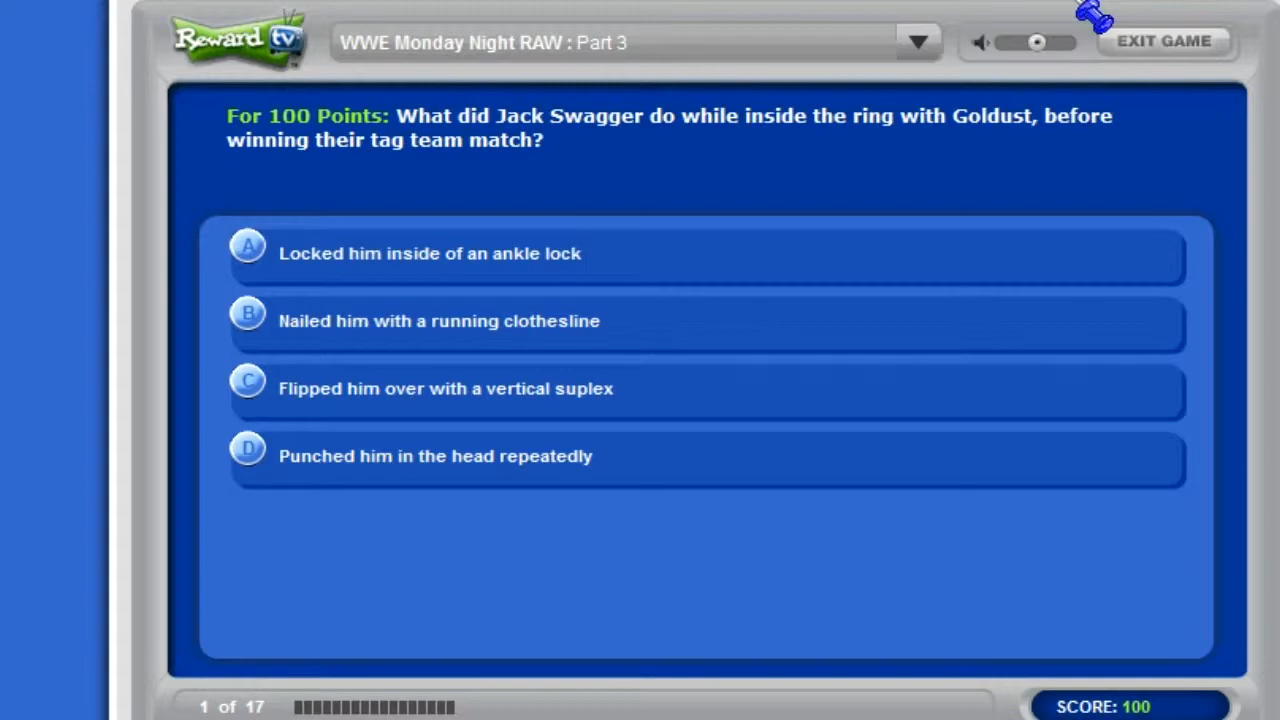 Reward tv
WWE Monday Night RAW : Part 3
EXIT GAME
For 100 Points: What did Jack Swagger do while inside the ring with Goldust, before
winning their tag team match?
A Locked him inside of an ankle lock
B Nailed him with a running clothesline
C Flipped him over with a vertical suplex
D Punched him in the head repeatedly
1 of 17
SCORE: 100